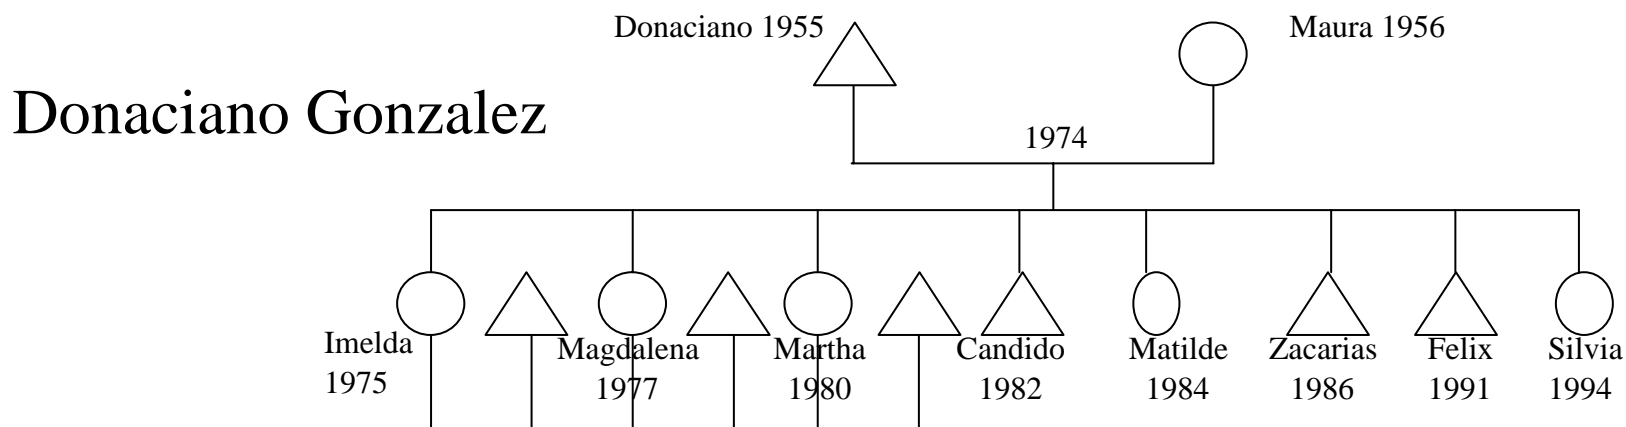 Donaciano 1955
Maura 1956
Donaciano Gonzalez
1974
Imelda
1975
Magdalena
1977
Martha
1980
Candido
1982
Matilde
1984
Zacarias
1986
Felix
1991
Silvia
1994